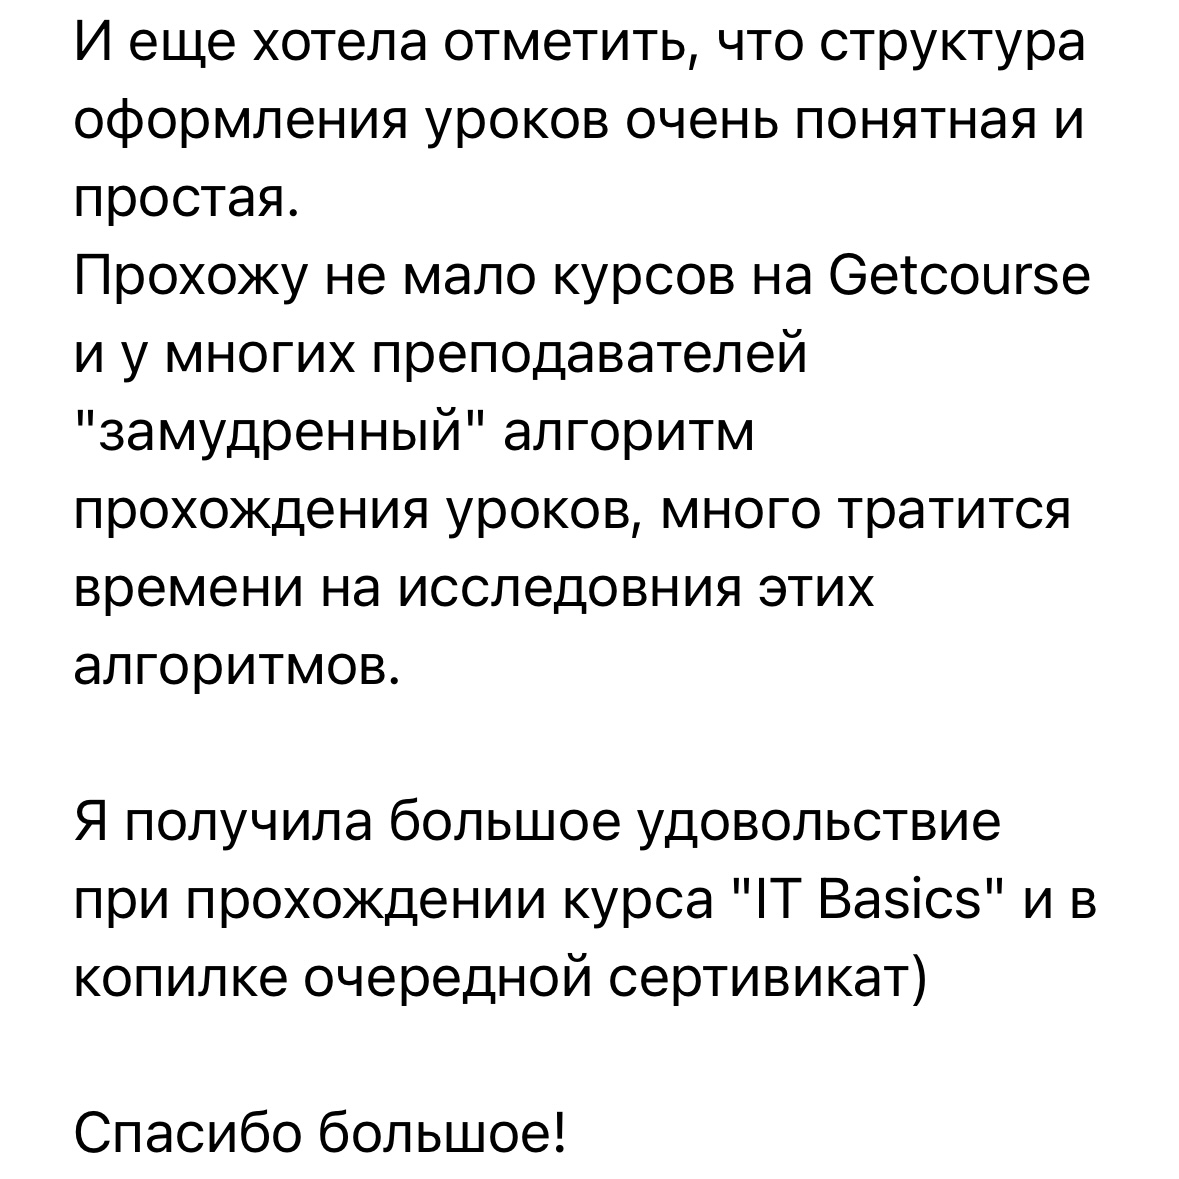 И еще хотела отметить, что структура
оформления уроков очень понятная и
простая.
Прохожу не мало курсов на Getcourse
и у многих преподавателей
"замудренный" алгоритм
прохождения уроков, много тратится
времени на исследовния этих
алгоритмов.
Я получила большое удовольствие
при прохождении курса "IT Basics" и в
копилке очередной сертивикат)
Спасибо большое!